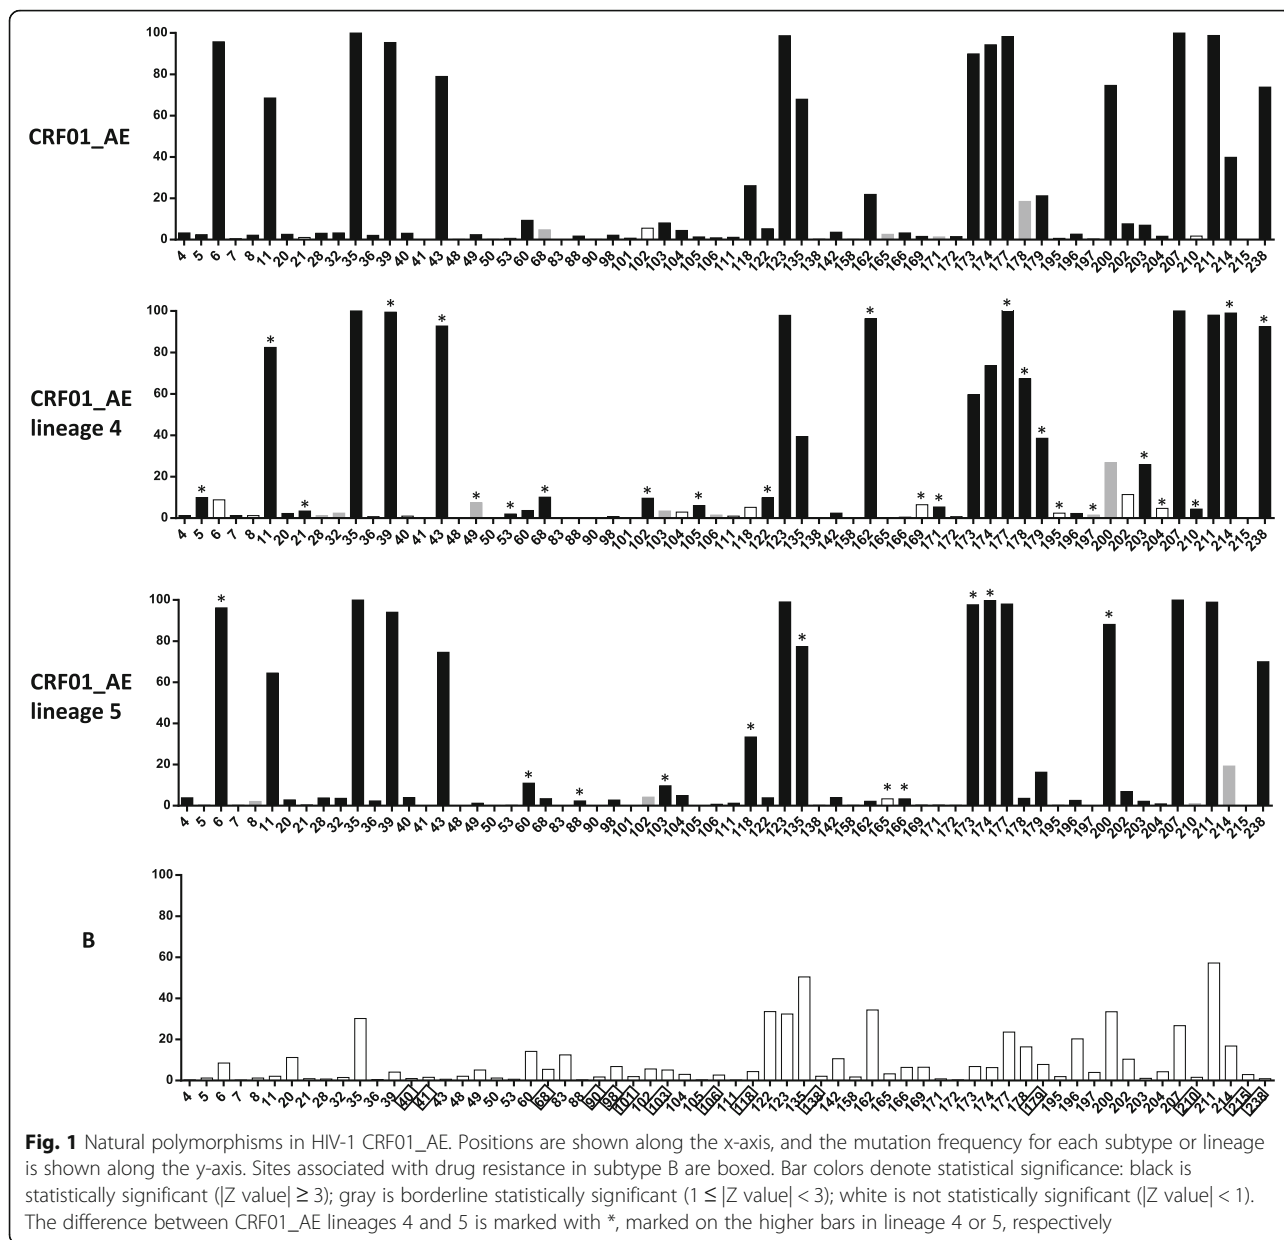 100
80
60
40
20
0
CRF01_AE
4 5 6 7 8 11 20 21 28 32 35 36 39 40 41 43 48 49 50 53 60 68 83 88 90 98 101 102 103 104 105 106 111 118 122 123 135 138 142 158 162 165 166 169 171 172 173 174 177 178 179 195 196 197 200 202 203 204 207 210 211 214 215 238
100
80
60
40
20
0
CRF01_AE
lineage 4
* * * * * * * * * * * * * * * * * * * * * * * *
4 5 6 7 8 11 20 21 28 32 35 36 39 40 41 43 48 49 50 53 60 68 83 88 90 98 101 102 103 104 105 106 111 118 122 123 135 138 142 158 162 165 166 169 171 172 173 174 177 178 179 195 196 197 200 202 203 204 207 210 211 214 215 238
100
80
60
40
20
0
CRF01_AE
lineage 5
* * * * * * * * * * *
4 5 6 7 8 11 20 21 28 32 35 36 39 40 41 43 48 49 50 53 60 68 83 88 90 98 101 102 103 104 105 106 111 118 122 123 135 138 142 158 162 165 166 169 171 172 173 174 177 178 179 195 196 197 200 202 203 204 207 210 211 214 215 238
100
80
60
40
20
0
B
4 5 6 7 8 11 20 21 28 32 35 36 39 40 41 43 48 49 50 53 60 68 83 88 90 98 101 102 103 104 105 106 111 118 122 123 135 138 142 158 162 165 166 169 171 172 173 174 177 178 179 195 196 197 200 202 203 204 207 210 211 214 215 238
Fig. 1 Natural polymorphisms in HIV-1 CRF01_AE. Positions are shown along the x-axis, and the mutation frequency for each subtype or lineage
is shown along the y-axis. Sites associated with drug resistance in subtype B are boxed. Bar colors denote statistical significance: black is
statistically significant (|Z value| ≥ 3); gray is borderline statistically significant (1 ≤ |Z value| < 3); white is not statistically significant (|Z value| < 1).
The difference between CRF01_AE lineages 4 and 5 is marked with *, marked on the higher bars in lineage 4 or 5, respectively